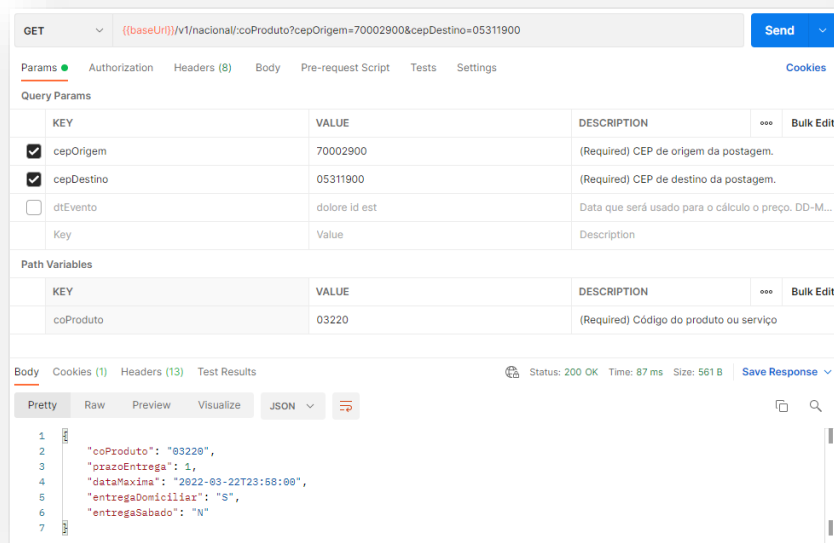 GET {{baseUrl}}/v1/nacional/:coProduto?cepOrigem=70002900&cepDestino=05311900 Send
Params Authorization Headers (8) Body Pre-request Script Tests Settings Cookies
Query Params
KEY VALUE DESCRIPTION ooo Bulk Edit
cepOrigem 70002900 (Required) CEP de origem da postagem.
cepDestino 05311900 (Required) CEP de destino da postagem.
dtEvento dolore id est Data que será usado para o cálculo o preço. DD-M...
Key Value Description
Path Variables
KEY VALUE DESCRIPTION ooo Bulk Edit
coProduto 03220 (Required) Código do produto ou serviço
Body Cookies (1) Headers (13) Test Results Status: 200 OK Time: 87 ms Size: 561 B Save Response
Pretty Raw Preview Visualize JSON
1 {
2 "coProduto": "03220",
3 "prazoEntrega": 1,
4 "dataMaxima": "2022-03-22T23:58:00",
5 "entregaDomiciliar": "S",
6 "entregaSabado": "N"
7 }